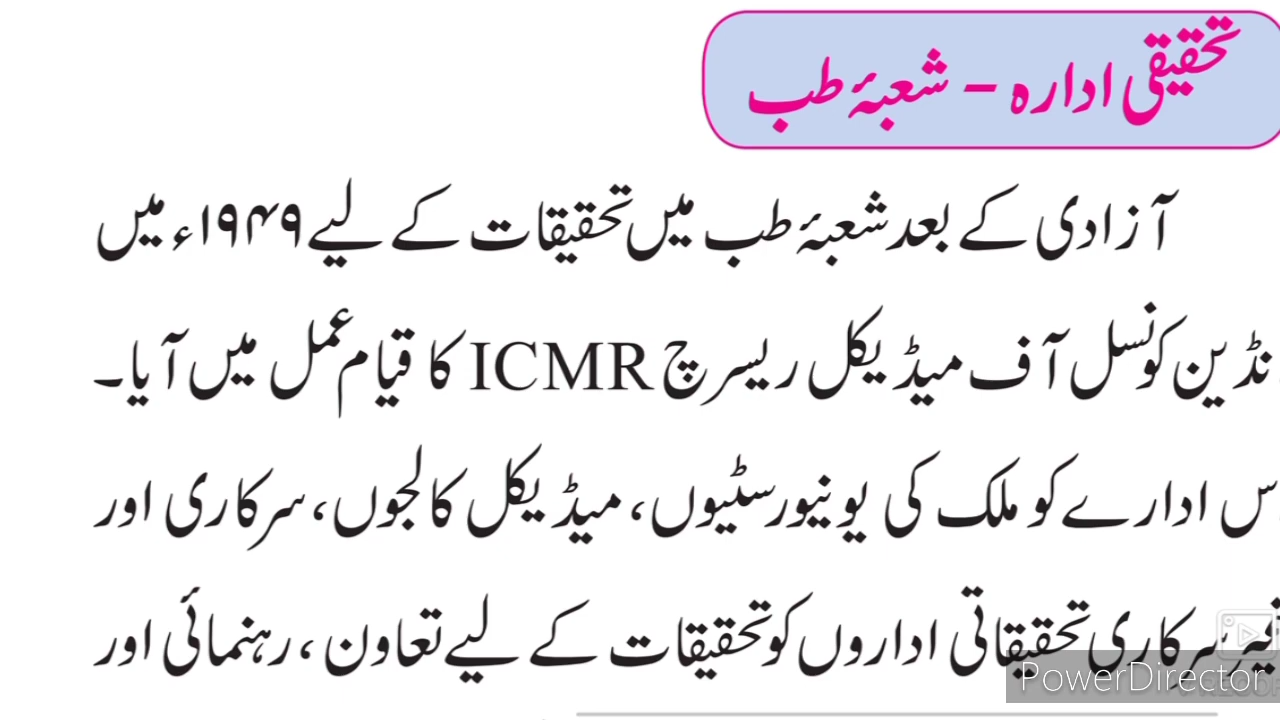 تحقیقی ادارہ - شعبۂ طب
آزادی کے بعد شعبۂ طب میں تحقیقات کے لیے ۱۹۴۹ء میں
نڈین کونسل آف میڈیکل ریسرچ ICMR کا قیام عمل میں آیا۔
س ادارے کو ملک کی یونیورسٹیوں، میڈیکل کالجوں، سرکاری اور
غیر سرکاری تحقیقاتی اداروں کو تحقیقات کے لیے تعاون، رہنمائی اور
PowerDirector